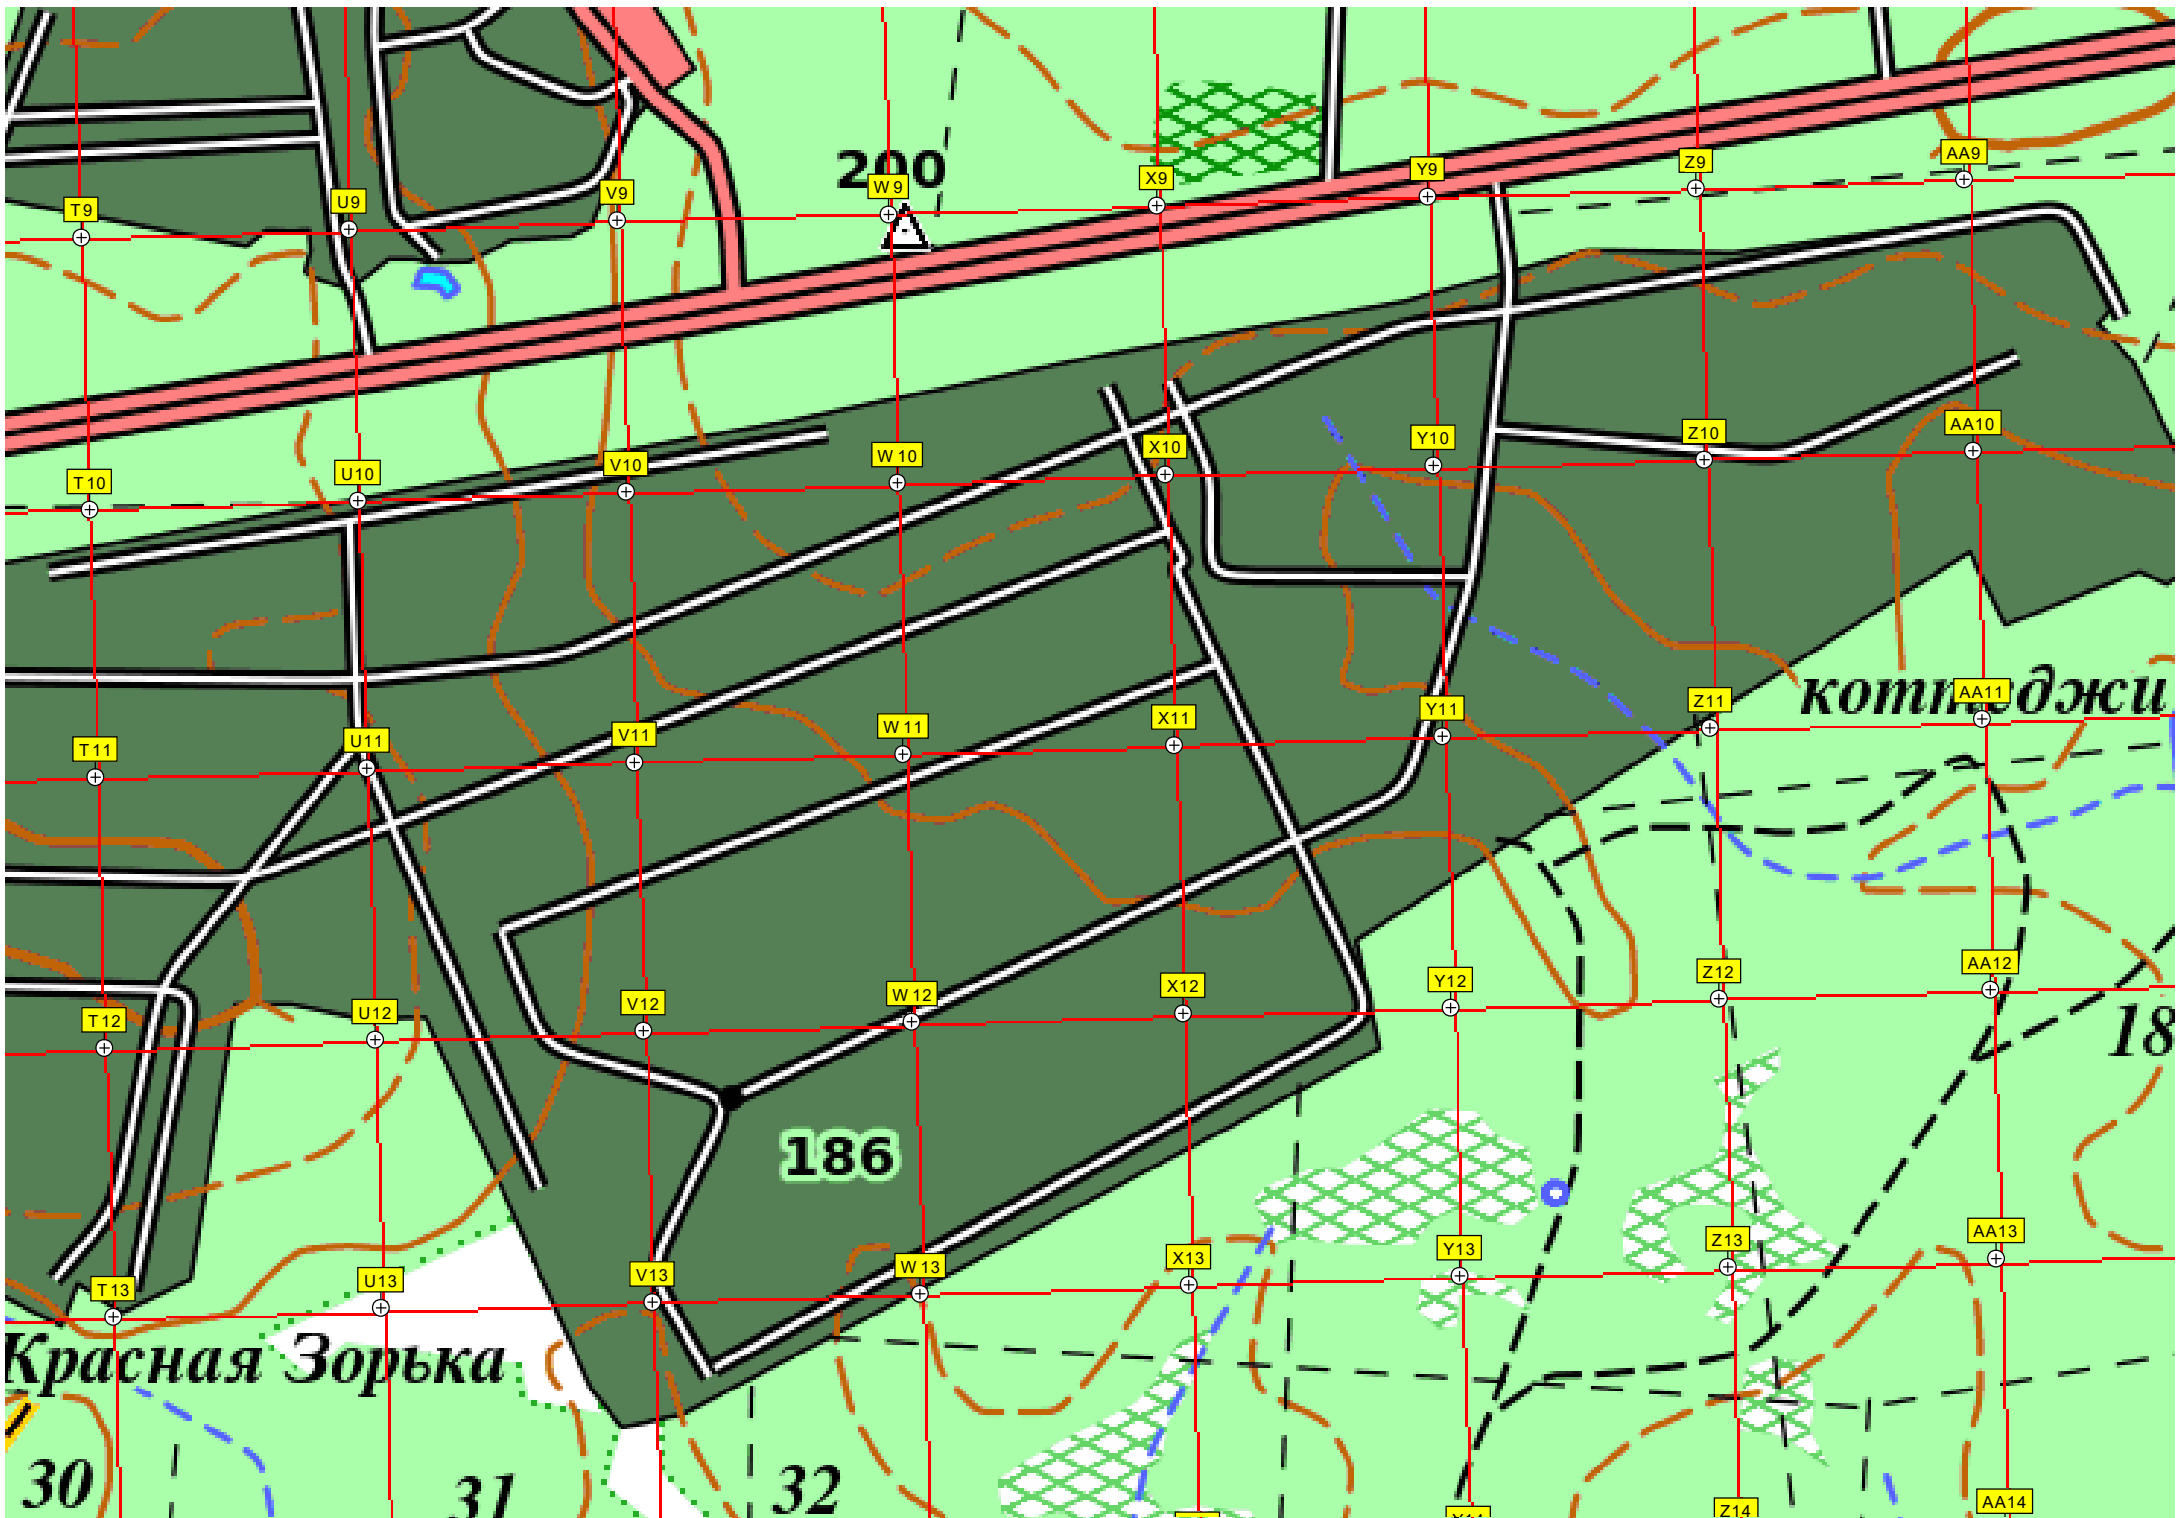 200
T9 U9 V9 W9 X9 Y9 Z9 AA9
T10 U10 V10 W10 X10 Y10 Z10 AA10
коттеджи
T11 U11 V11 W11 X11 Y11 Z11 AA11
T12 U12 V12 W12 X12 Y12 Z12 AA12
18
186
T13 U13 V13 W13 X13 Y13 Z13 AA13
Красная Зорька
30 31 32
Z14 AA14